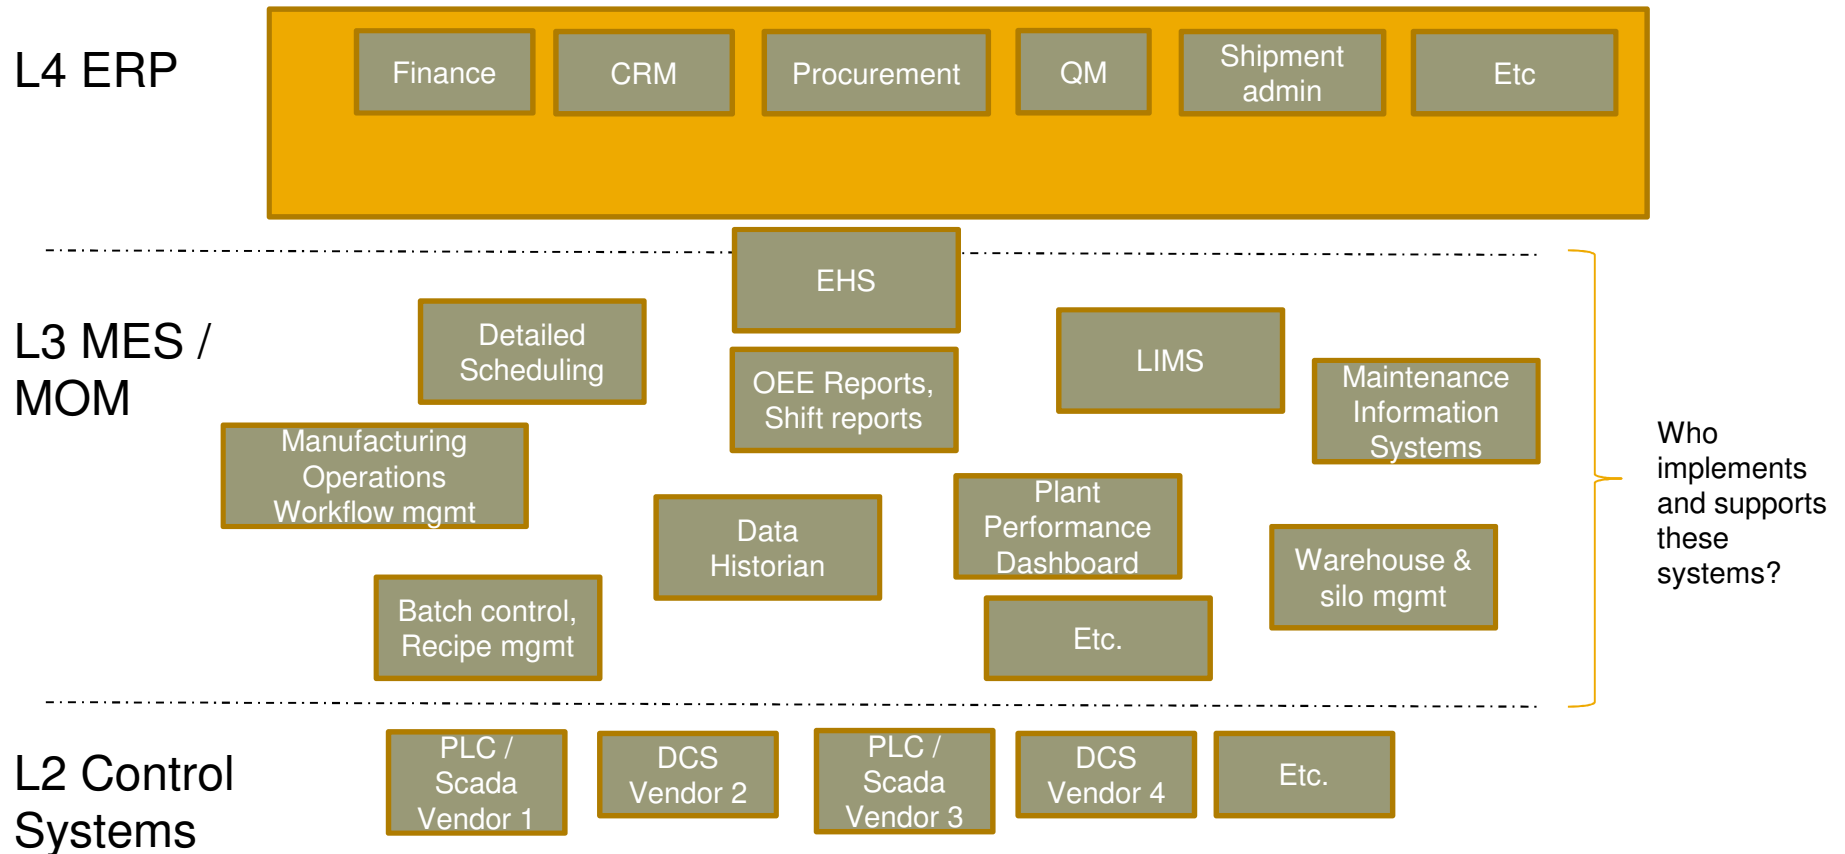 L4 ERP
Finance
CRM
Procurement
QM
Shipment
admin
Etc
L3 MES /
MOM
EHS
Detailed
Scheduling
OEE Reports,
Shift reports
LIMS
Maintenance
Information
Systems
Manufacturing
Operations
Workflow mgmt
Data
Historian
Plant
Performance
Dashboard
Warehouse &
silo mgmt
Batch control,
Recipe mgmt
Etc.
Who
implements
and supports
these
systems?
L2 Control
Systems
PLC /
Scada
Vendor 1
DCS
Vendor 2
PLC /
Scada
Vendor 3
DCS
Vendor 4
Etc.